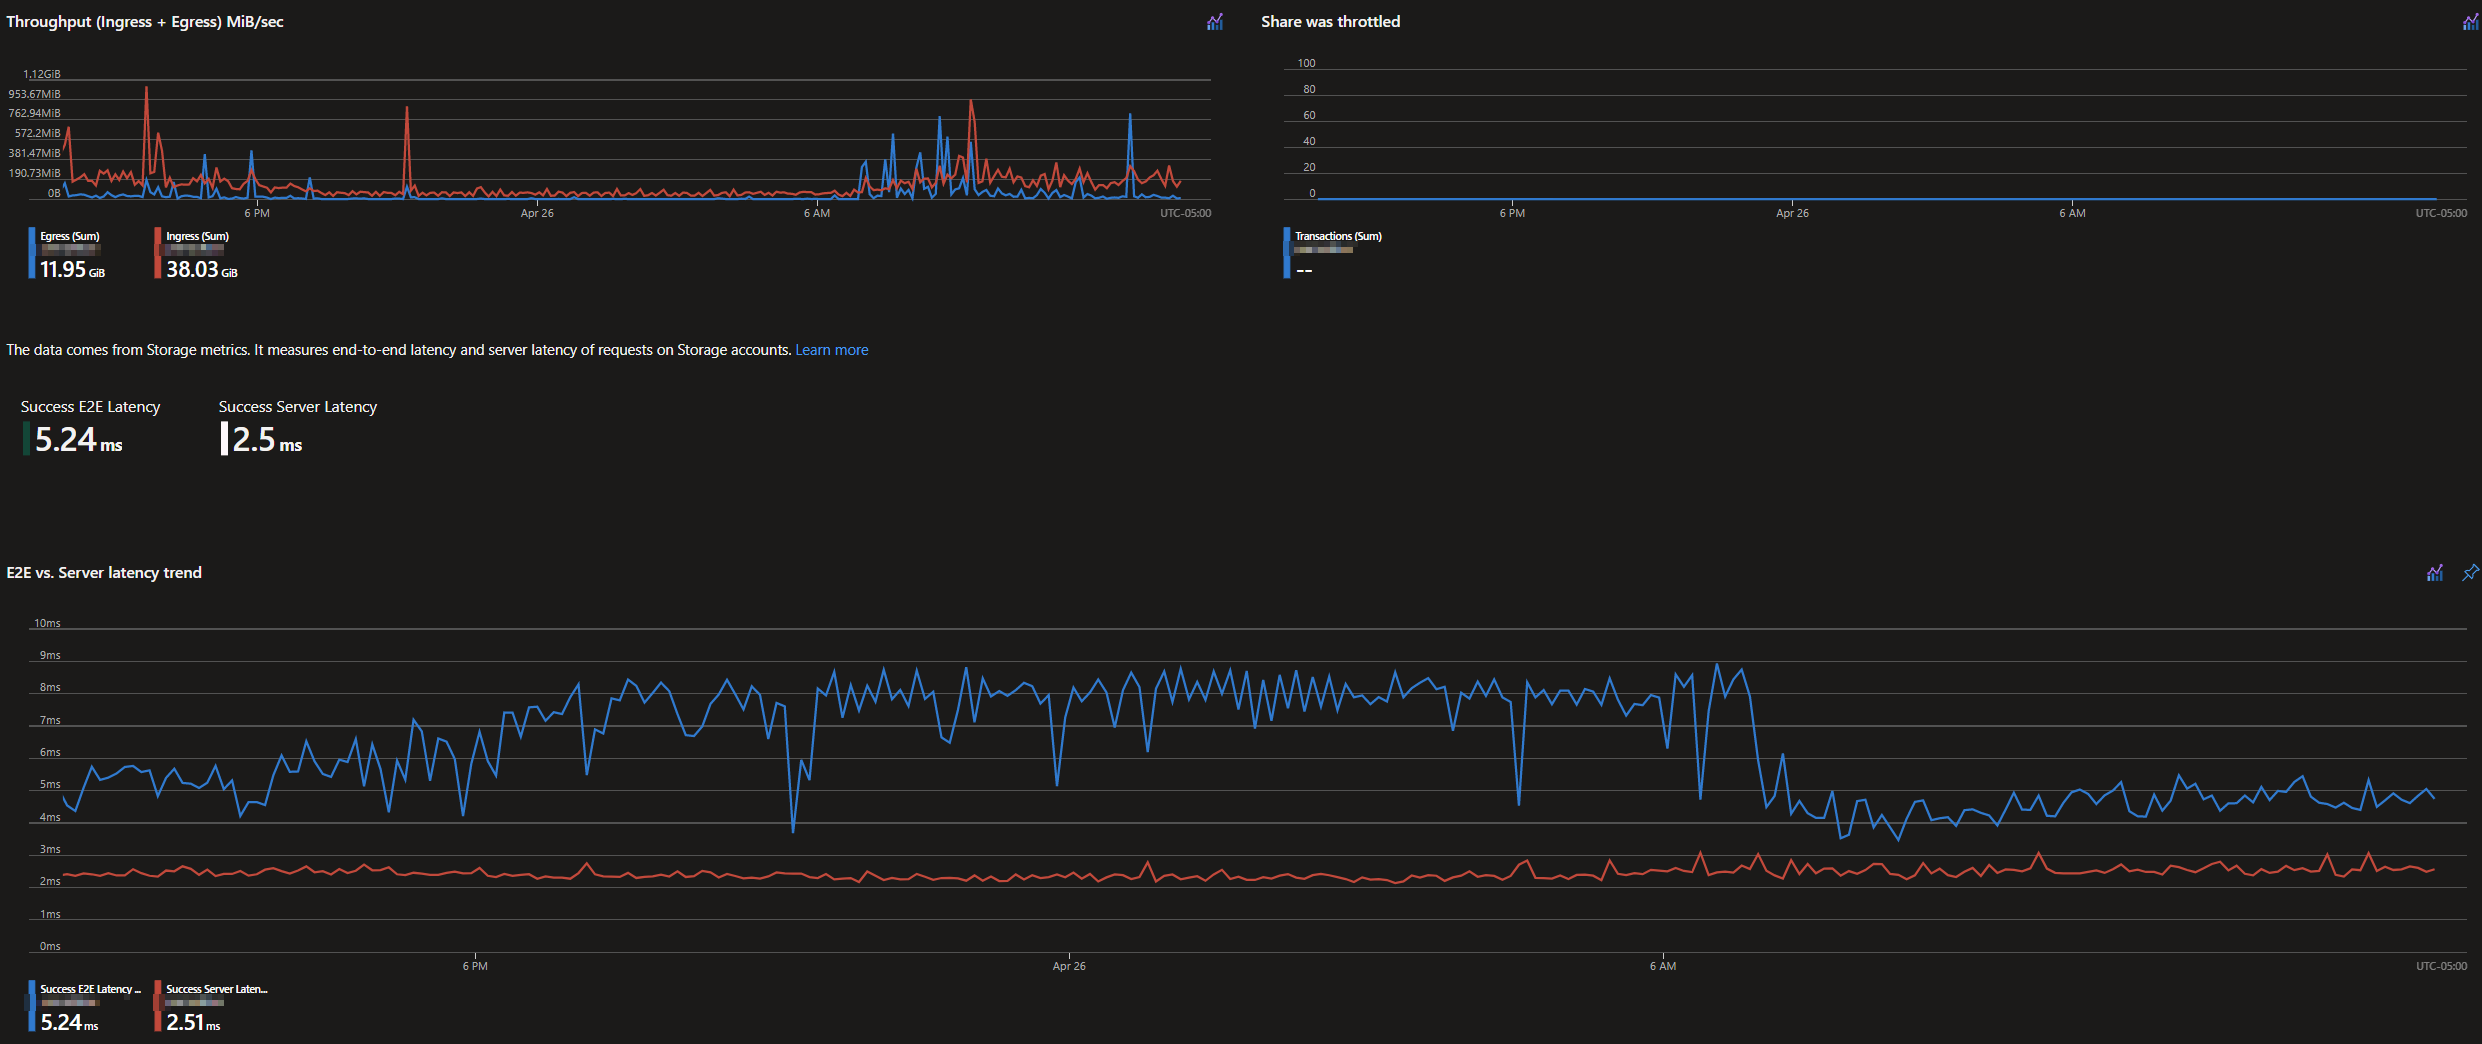 Throughput (Ingress + Egress) MiB/sec
1.12GiB
953.67MiB
762.94MiB
572.2MiB
381.47MiB
190.73MiB
0B
6 PM
Apr 26
6 AM
UTC-05:00
Egress (Sum)
11.95 GiB
Ingress (Sum)
38.03 GiB
Share was throttled
100
80
60
40
20
0
6 PM
Apr 26
6 AM
UTC-05:00
Transactions (Sum)
--
The data comes from Storage metrics. It measures end-to-end latency and server latency of requests on Storage accounts. Learn more
Success E2E Latency
5.24 ms
Success Server Latency
2.5 ms
E2E vs. Server latency trend
10ms
9ms
8ms
7ms
6ms
5ms
4ms
3ms
2ms
1ms
0ms
6 PM
Apr 26
6 AM
UTC-05:00
Success E2E Latency ...
5.24 ms
Success Server Laten...
2.51 ms